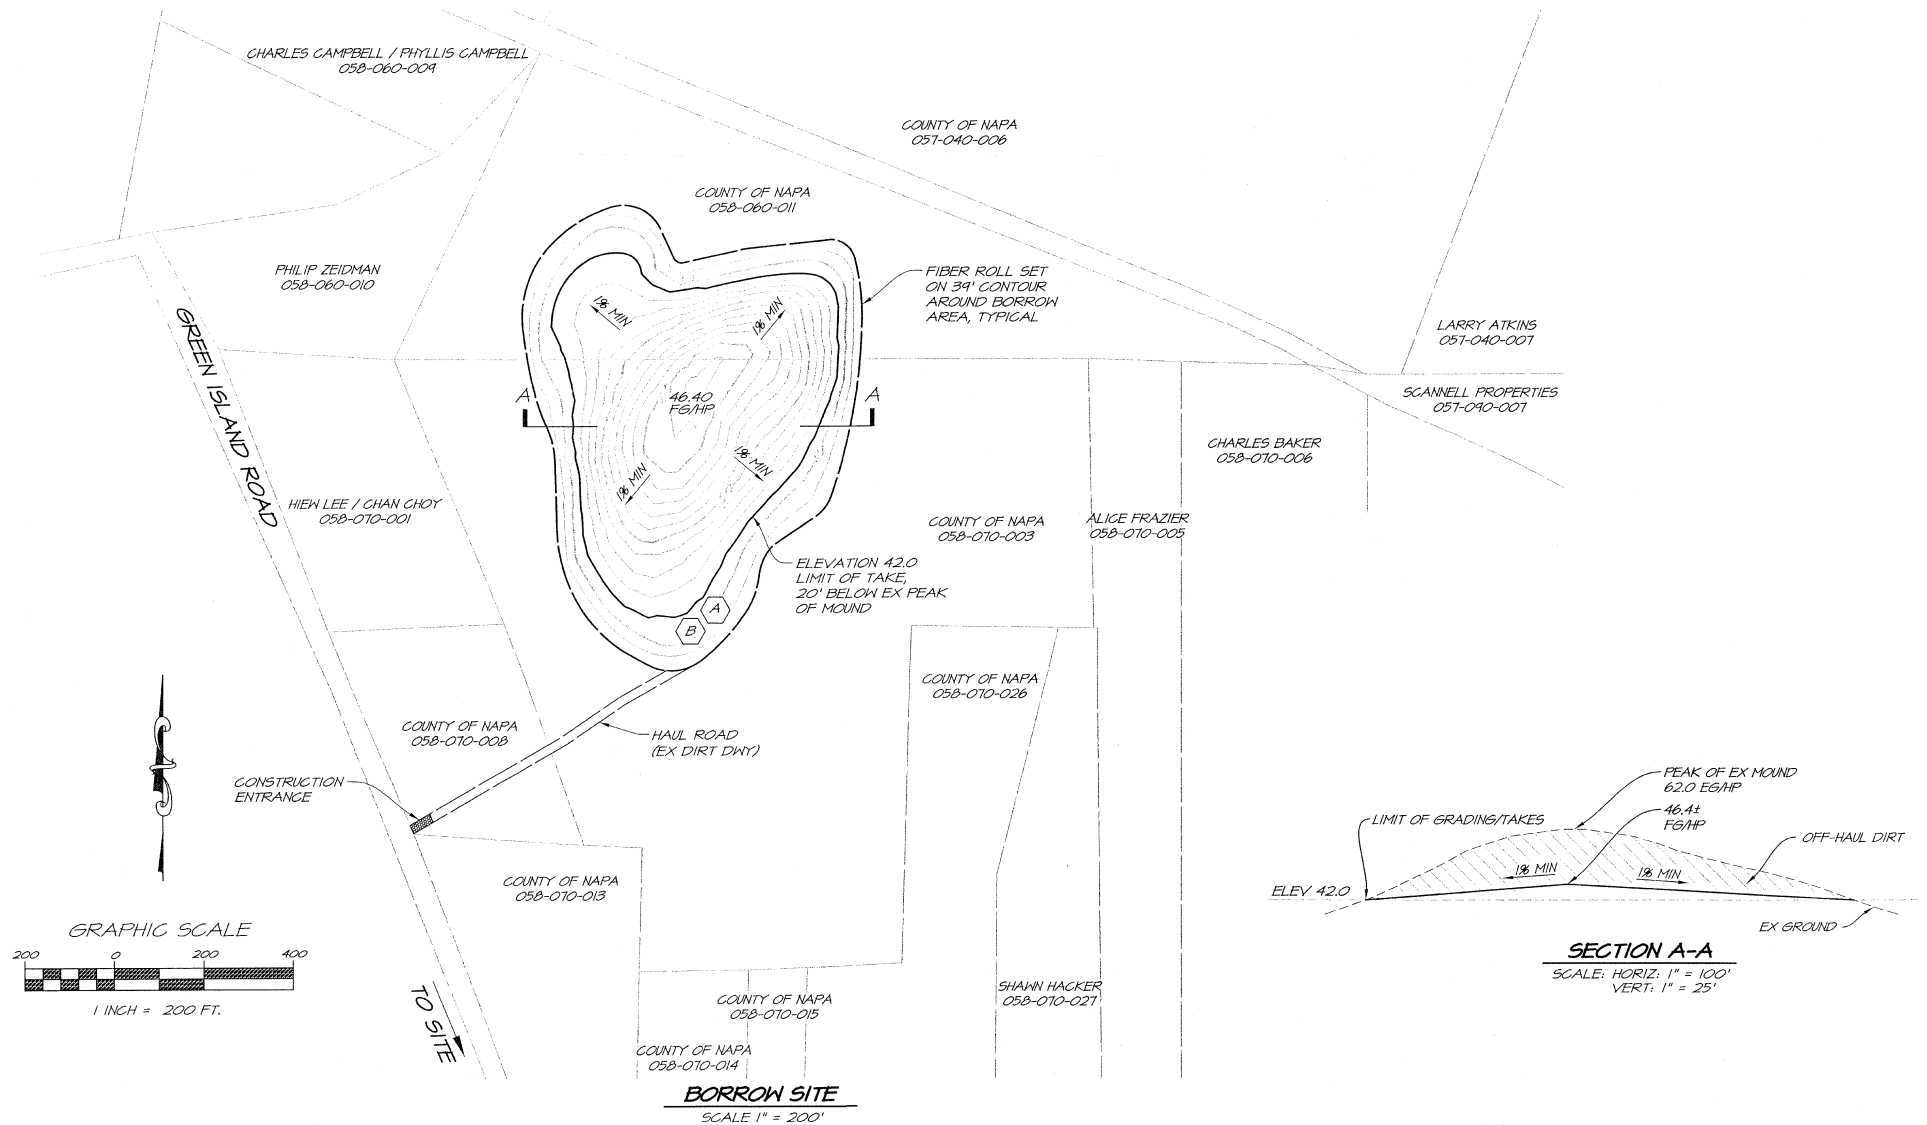 CHARLES CAMPBELL / PHYLLIS CAMPBELL
058-060-009
COUNTY OF NAPA
057-040-006
COUNTY OF NAPA
058-060-011
PHILIP ZEIDMAN
058-060-010
FIBER ROLL SET
ON 39' CONTOUR
AROUND BORROW
AREA, TYPICAL
LARRY ATKINS
057-040-007
SCANNELL PROPERTIES
057-090-007
GREEN ISLAND ROAD
1% MIN
1% MIN
A
46.40
FG/HP
A
1% MIN
1% MIN
CHARLES BAKER
058-070-006
HIEW LEE / CHAN CHOY
058-070-001
COUNTY OF NAPA
058-070-003
ALICE FRAZIER
058-070-005
ELEVATION 42.0
LIMIT OF TAKE,
20' BELOW EX PEAK
OF MOUND
A
B
COUNTY OF NAPA
058-070-026
COUNTY OF NAPA
058-070-008
HAUL ROAD
(EX DIRT DWY)
CONSTRUCTION
ENTRANCE
PEAK OF EX MOUND
62.0 EG/HP
46.4±
FG/HP
LIMIT OF GRADING/TAKES
OFF-HAUL DIRT
1% MIN
1% MIN
ELEV 42.0
EX GROUND
SECTION A-A
SCALE: HORIZ: 1" = 100'
VERT: 1" = 25'
COUNTY OF NAPA
058-070-013
GRAPHIC SCALE
200 0 200 400
1 INCH = 200 FT.
TO SITE
COUNTY OF NAPA
058-070-015
SHAWN HACKER
058-070-027
COUNTY OF NAPA
058-070-014
BORROW SITE
SCALE 1" = 200'